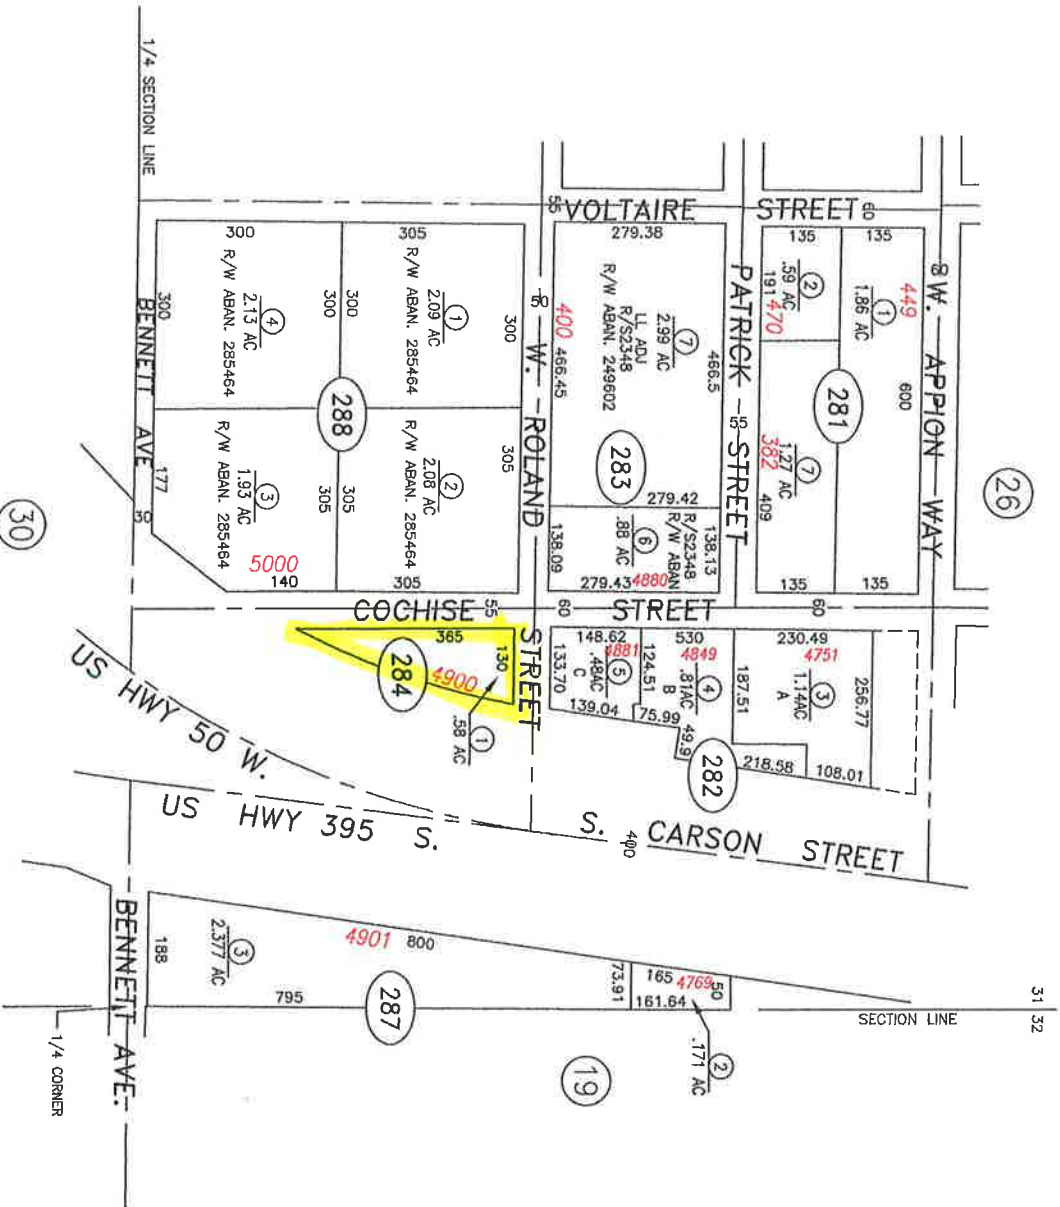 1/4 SECTION LINE
26
31 32
SECTION LINE
8
W. APPION WAY
449
1
1.86 AC
600
135
135
60
VOLTAIRE STREET
55
2
.59 AC
191
470
135
135
281
7
1.27 AC
382
409
PATRICK STREET
55
279.38
7
2.99 AC
LL ADJ
R/S2348
R/W ABAN. 249602
466.5
400
466.45
283
279.42
138.13
R/S2348
R/W ABAN
6
.88 AC
138.09
279.43
4880
50
W. ROLAND STREET
300
305
300
305
1
2.09 AC
R/W ABAN. 285464
300
300
4
2.13 AC
R/W ABAN. 285464
300
288
2
2.08 AC
R/W ABAN. 285464
305
305
305
3
1.93 AC
R/W ABAN. 285464
177
30
5000
140
BENNETT AVE
30
COCHISE STREET
55
60
60
365
130
4900
284
1
.58 AC
148.62
4881
5
.48AC
C
133.70
139.04
124.51
530
4849
4
.81AC
B
75.99
49.9
187.51
230.49
4751
3
1.14AC
A
256.77
218.58
108.01
282
US HWY 50 W.
US HWY 395 S.
S. CARSON STREET
400
BENNETT AVE.
188
3
2.377 AC
4901
800
795
287
73.91
165
4769
50
161.64
2
.171 AC
19
1/4 CORNER